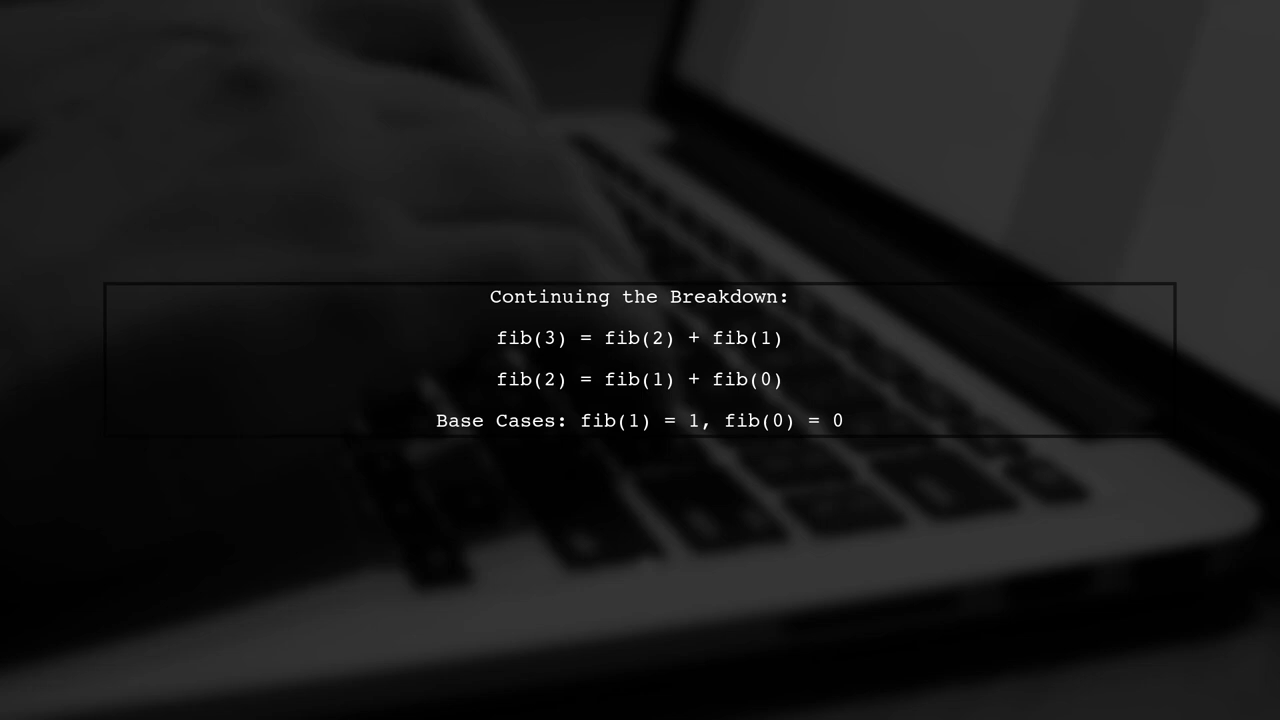 Continuing the Breakdown:
fib(3) = fib(2) + fib(1)
fib(2) = fib(1) + fib(0)
Base Cases: fib(1) = 1, fib(0) = 0